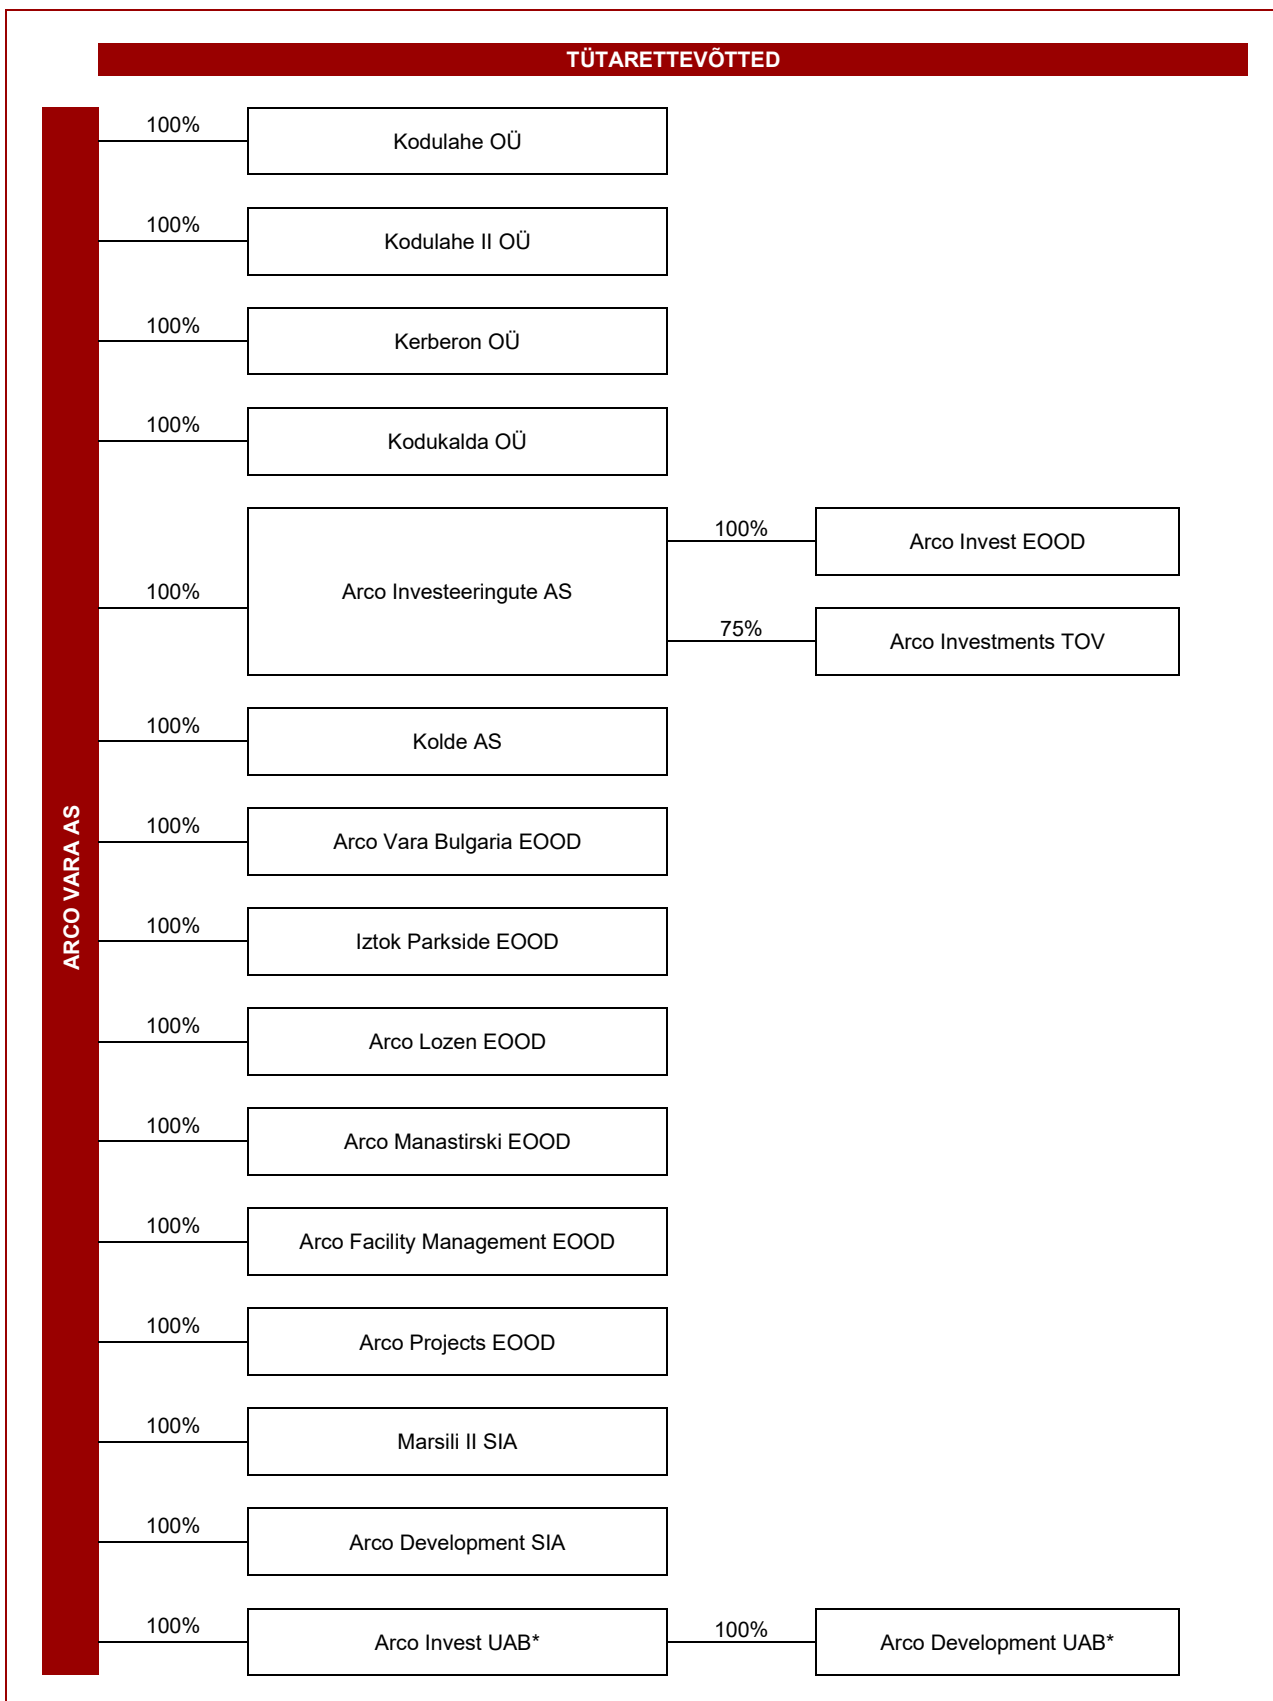 TÜTARETTEVÕTTED
ARCO VARA AS
100%
Kodulahe OÜ
100%
Kodulahe II OÜ
100%
Kerberon OÜ
100%
Kodukalda OÜ
100%
Arco Investeeringute AS
100%
Arco Invest EOOD
75%
Arco Investments TOV
100%
Kolde AS
100%
Arco Vara Bulgaria EOOD
100%
Iztok Parkside EOOD
100%
Arco Lozen EOOD
100%
Arco Manastirski EOOD
100%
Arco Facility Management EOOD
100%
Arco Projects EOOD
100%
Marsili II SIA
100%
Arco Development SIA
100%
Arco Invest UAB*
100%
Arco Development UAB*